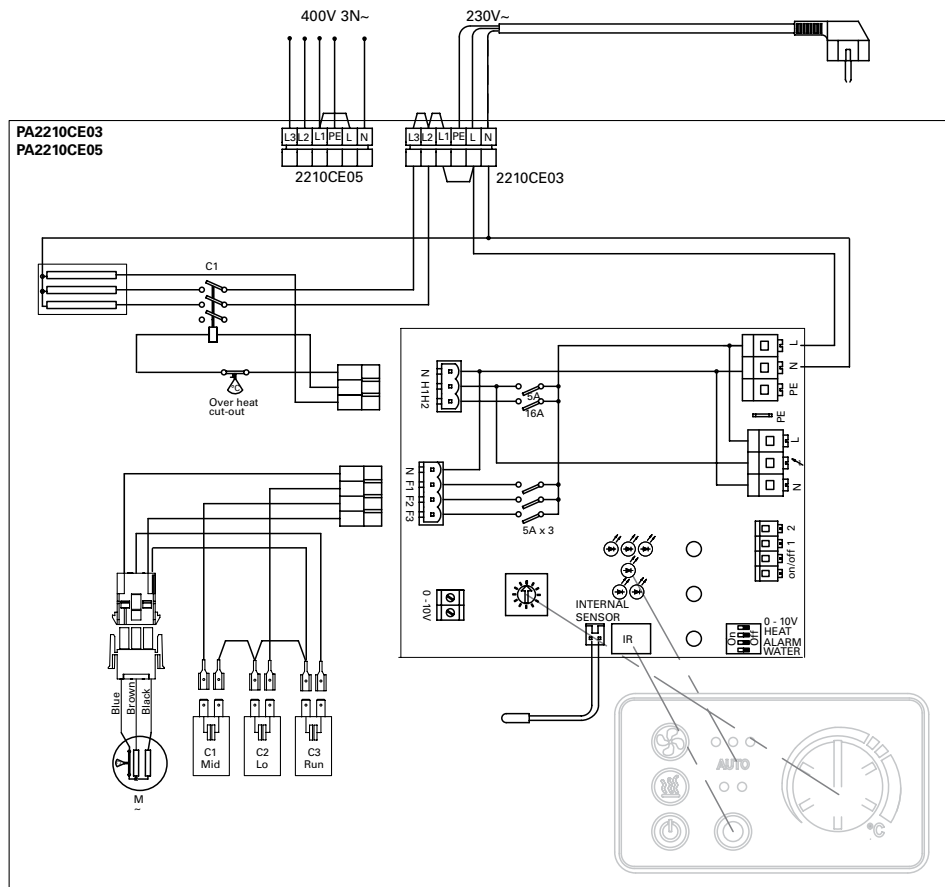 400V 3N~
230V~
PA2210CE03
PA2210CE05
L3 L2 L1 PE L N
L3 L2 L1 PE L N
2210CE05
2210CE03
C1
°C
Over heat
cut-out
N H1 H2
5A
16A
L
N
PE
PE
L
N
N F1 F2 F3
5A x 3
on/off 1 2
0 - 10V
INTERNAL
SENSOR
IR
On
Off
0 - 10V
HEAT
ALARM
WATER
Blue
Brown
Black
C1
Mid
C2
Lo
C3
Run
M
~
AUTO
°C